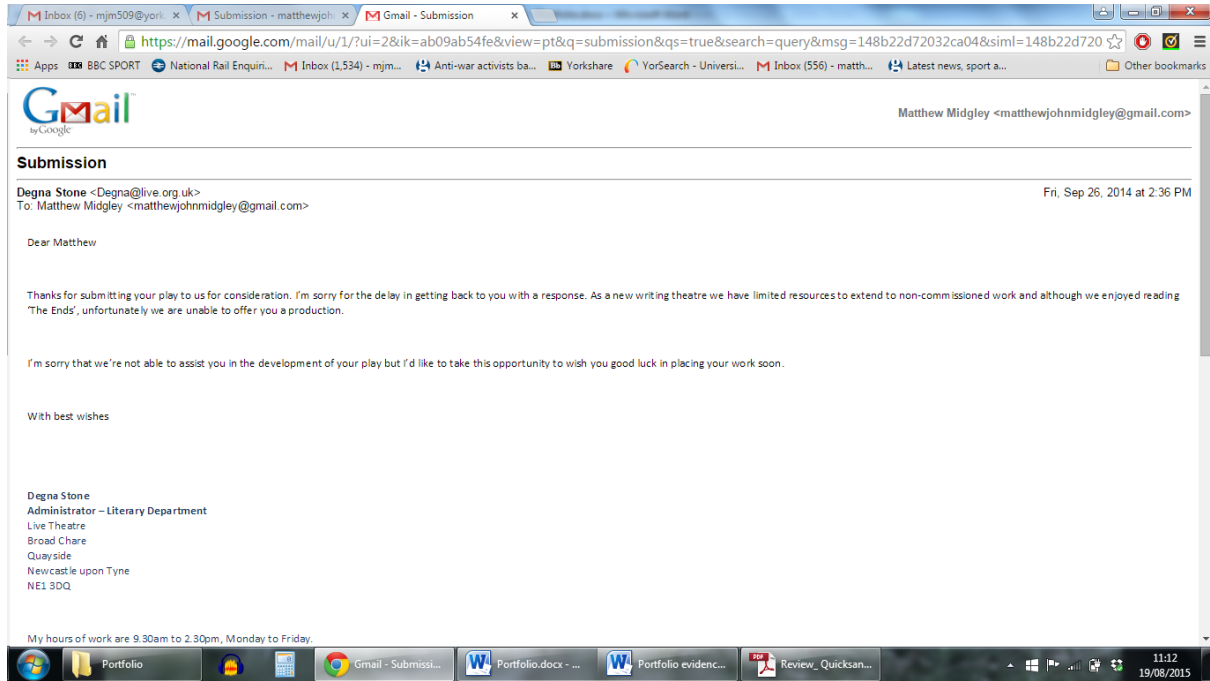 Inbox (6) - mjm509@york.
Submission - matthewjoh
Gmail - Submission
https://mail.google.com/mail/u/1/?ui=2&ik=ab09ab54fe&view=pt&q=submission&qs=true&search=query&msg=148b22d72032ca04&siml=148b22d720
Apps BBC SPORT National Rail Enquiri... Inbox (1,534) - mjm... Anti-war activists ba... Yorkshare YorSearch - Universi... Inbox (556) - matth... Latest news, sport a... Other bookmarks
Gmail
by Google
Matthew Midgley <matthewjohnmidgley@gmail.com>
Submission
Degna Stone <Degna@live.org.uk> Fri, Sep 26, 2014 at 2:36 PM
To: Matthew Midgley <matthewjohnmidgley@gmail.com>
Dear Matthew
Thanks for submitting your play to us for consideration. I'm sorry for the delay in getting back to you with a response. As a new writing theatre we have limited resources to extend to non-commissioned work and although we enjoyed reading
'The Ends', unfortunately we are unable to offer you a production.
I'm sorry that we're not able to assist you in the development of your play but I'd like to take this opportunity to wish you good luck in placing your work soon.
With best wishes
Degna Stone
Administrator – Literary Department
Live Theatre
Broad Chare
Quayside
Newcastle upon Tyne
NE1 3DQ
My hours of work are 9.30am to 2.30pm, Monday to Friday.
Portfolio Gmail - Submissi... Portfolio.docx - ... Portfolio evidenc... Review_ Quicksan... 11:12
19/08/2015